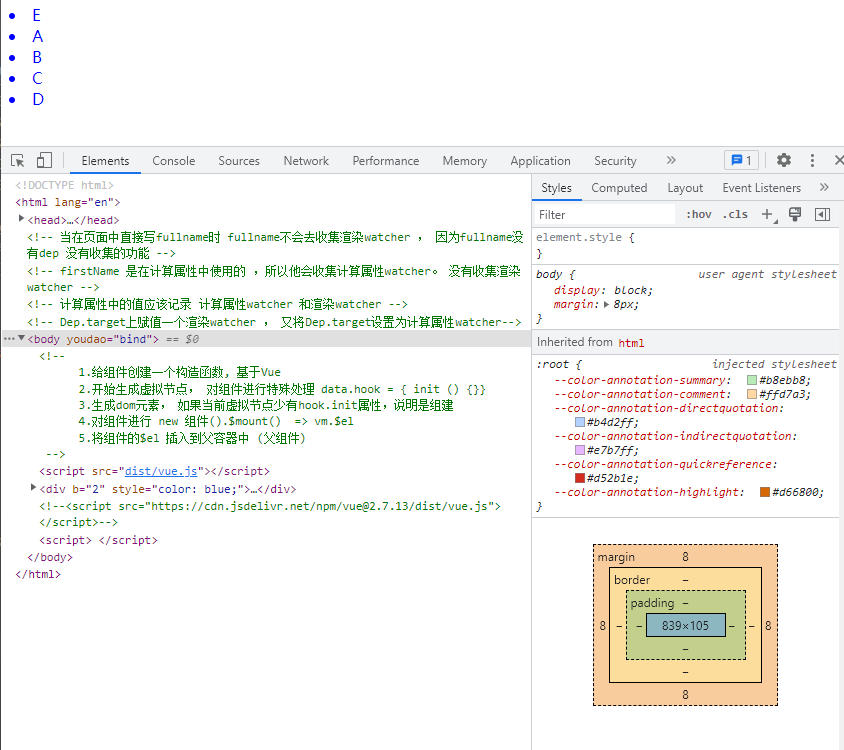 E
A
B
C
D
Elements Console Sources Network Performance Memory Application Security » 1
<!DOCTYPE html>
<html lang="en">
<head>…</head>
<!-- 当在页面中直接写fullname时 fullname不会去收集渲染watcher ， 因为fullname没
有dep 没有收集的功能 -->
<!-- firstName 是在计算属性中使用的 ，所以他会收集计算属性watcher。 没有收集渲染
watcher -->
<!-- 计算属性中的值应该记录 计算属性watcher 和渲染watcher -->
<!-- Dep.target上赋值一个渲染watcher ， 又将Dep.target设置为计算属性watcher-->
<body youdao="bind"> == $0
<!--
1.给组件创建一个构造函数, 基于Vue
2.开始生成虚拟节点， 对组件进行特殊处理 data.hook = { init () {}}
3.生成dom元素， 如果当前虚拟节点少有hook.init属性，说明是组建
4.对组件进行 new 组件().$mount() => vm.$el
5.将组件的$el 插入到父容器中 (父组件)
-->
<script src="dist/vue.js"></script>
<div b="2" style="color: blue;">…</div>
<!--<script src="https://cdn.jsdelivr.net/npm/vue@2.7.13/dist/vue.js">
</script>-->
<script> </script>
</body>
</html>
Styles Computed Layout Event Listeners »
Filter :hov .cls +
element.style {
}
body { user agent stylesheet
display: block;
margin: 8px;
}
Inherited from html
:root { injected stylesheet
--color-annotation-summary: #b8ebb8;
--color-annotation-comment: #ffd7a3;
--color-annotation-directquotation:
#b4d2ff;
--color-annotation-indirectquotation:
#e7b7ff;
--color-annotation-quickreference:
#d52b1e;
--color-annotation-highlight: #d66800;
}
margin 8
border –
padding –
8 – – 839×105 – – 8
–
–
8